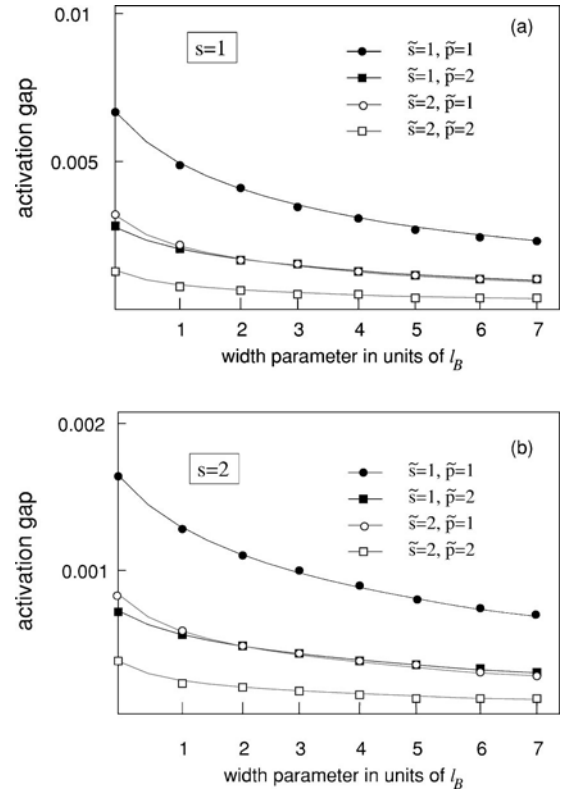 0.01
(a)
s=1
s̃=1, p̃=1
s̃=1, p̃=2
s̃=2, p̃=1
s̃=2, p̃=2
0.005
activation gap
1 2 3 4 5 6 7
width parameter in units of l_B
0.002
(b)
s=2
s̃=1, p̃=1
s̃=1, p̃=2
s̃=2, p̃=1
s̃=2, p̃=2
0.001
activation gap
1 2 3 4 5 6 7
width parameter in units of l_B